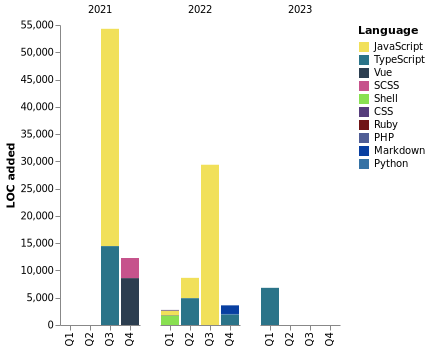 2021 2022 2023
Language
JavaScript
TypeScript
Vue
SCSS
Shell
CSS
Ruby
PHP
Markdown
Python
LOC added
55,000
50,000
45,000
40,000
35,000
30,000
25,000
20,000
15,000
10,000
5,000
0
Q1 Q2 Q3 Q4 Q1 Q2 Q3 Q4 Q1 Q2 Q3 Q4